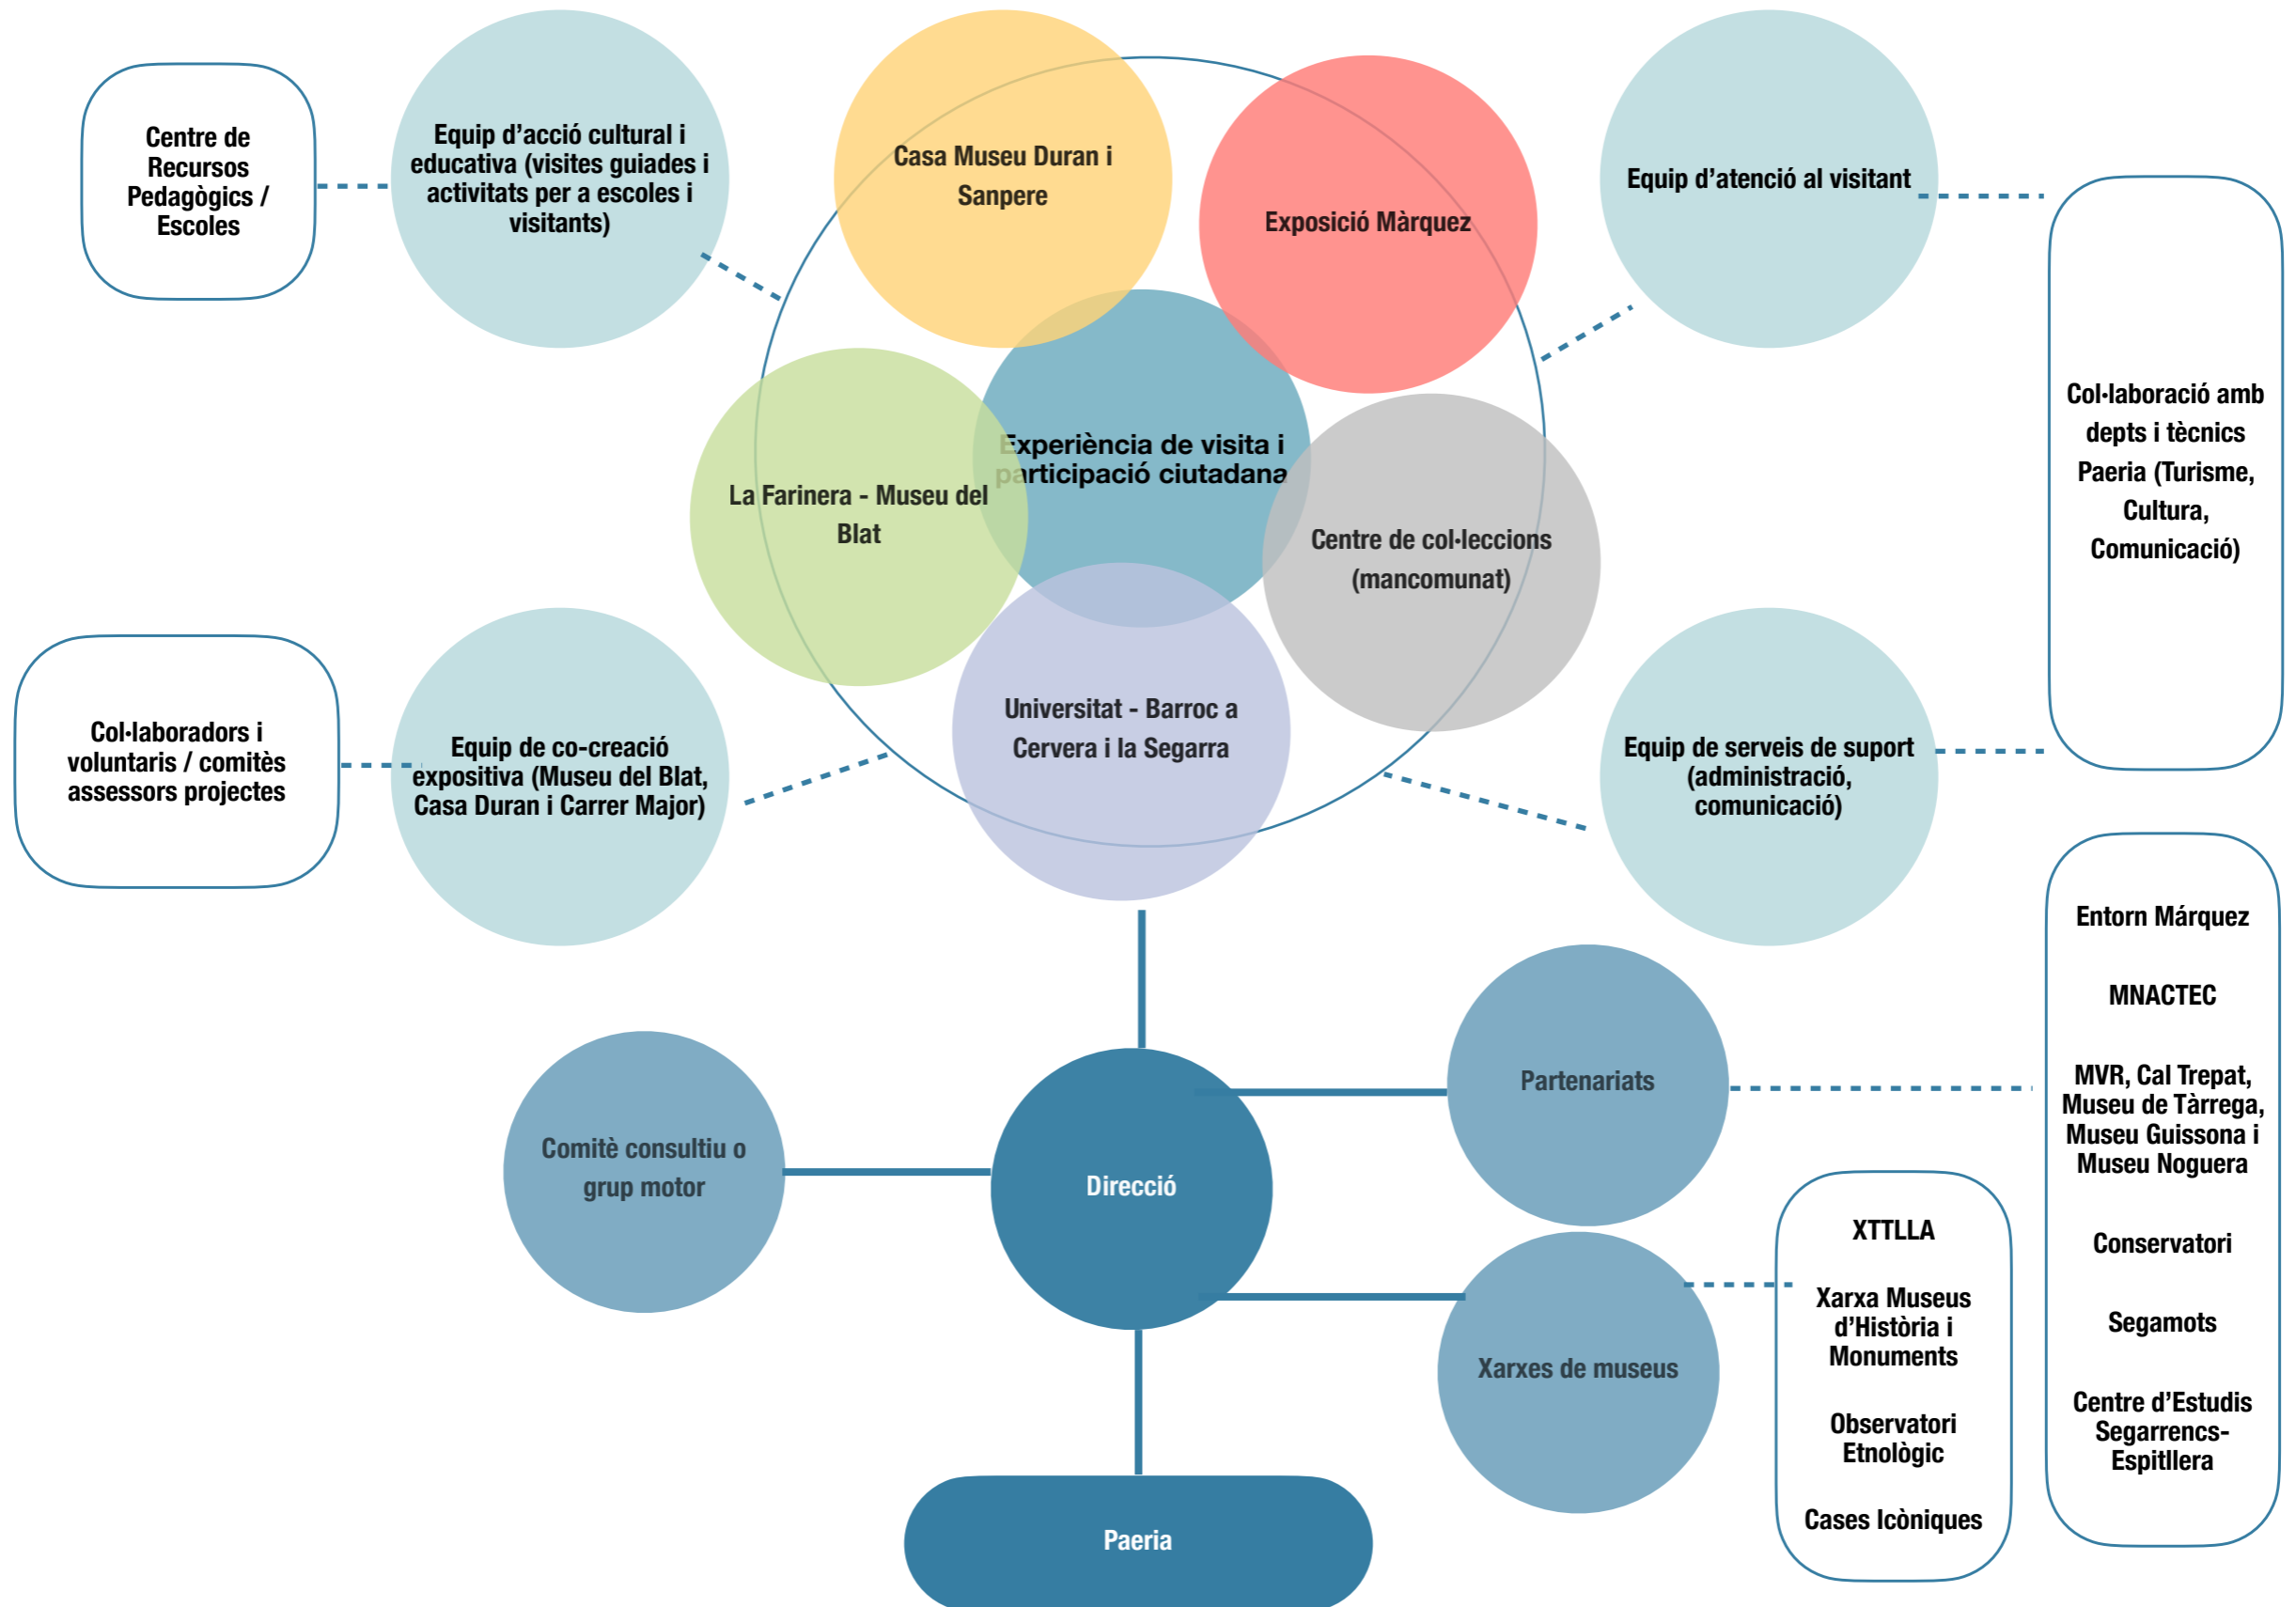 Centre de
Recursos
Pedagògics /
Escoles
Equip d’acció cultural i
educativa (visites guiades i
activitats per a escoles i
visitants)
Casa Museu Duran i
Sanpere
Exposició Màrquez
Equip d’atenció al visitant
Col·laboració amb
depts i tècnics
Paeria (Turisme,
Cultura,
Comunicació)
Experiència de visita i
participació ciutadana
La Farinera - Museu del
Blat
Centre de col·leccions
(mancomunat)
Universitat - Barroc a
Cervera i la Segarra
Col·laboradors i
voluntaris / comitès
assessors projectes
Equip de co-creació
expositiva (Museu del Blat,
Casa Duran i Carrer Major)
Equip de serveis de suport
(administració,
comunicació)
Entorn Márquez
MNACTEC
MVR, Cal Trepat,
Museu de Tàrrega,
Museu Guissona i
Museu Noguera
Conservatori
Segamots
Centre d’Estudis
Segarrencs-
Espitllera
Partenariats
Comitè consultiu o
grup motor
Direcció
Xarxes de museus
XTTLLA
Xarxa Museus
d’Història i
Monuments
Observatori
Etnològic
Cases Icòniques
Paeria